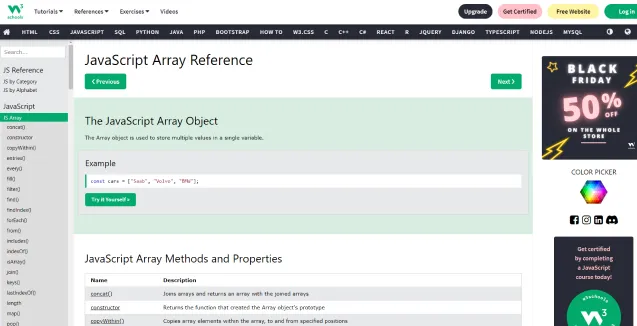 W3
schools
Tutorials References Exercises Videos
Upgrade Get Certified Free Website Log in
HTML CSS JAVASCRIPT SQL PYTHON JAVA PHP BOOTSTRAP HOW TO W3.CSS C C++ C# REACT R JQUERY DJANGO TYPESCRIPT NODEJS MYSQL
Search...
JS Reference
JS by Category
JS by Alphabet
JavaScript
JS Array
concat()
constructor
copyWithin()
entries()
every()
fill()
filter()
find()
findIndex()
forEach()
from()
includes()
indexOf()
isArray()
join()
keys()
lastIndexOf()
length
map()
pop()
JavaScript Array Reference
❮ Previous
Next ❯
The JavaScript Array Object
The Array object is used to store multiple values in a single variable.
Example
const cars = ["Saab", "Volvo", "BMW"];
Try it Yourself »
JavaScript Array Methods and Properties
Name Description
concat() Joins arrays and returns an array with the joined arrays
constructor Returns the function that created the Array object's prototype
copyWithin() Copies array elements within the array, to and from specified positions
BLACK
FRIDAY
50%
OFF
ON THE WHOLE
STORE
COLOR PICKER
Get certified
by completing
a JavaScript
course today!
w3schools
W3